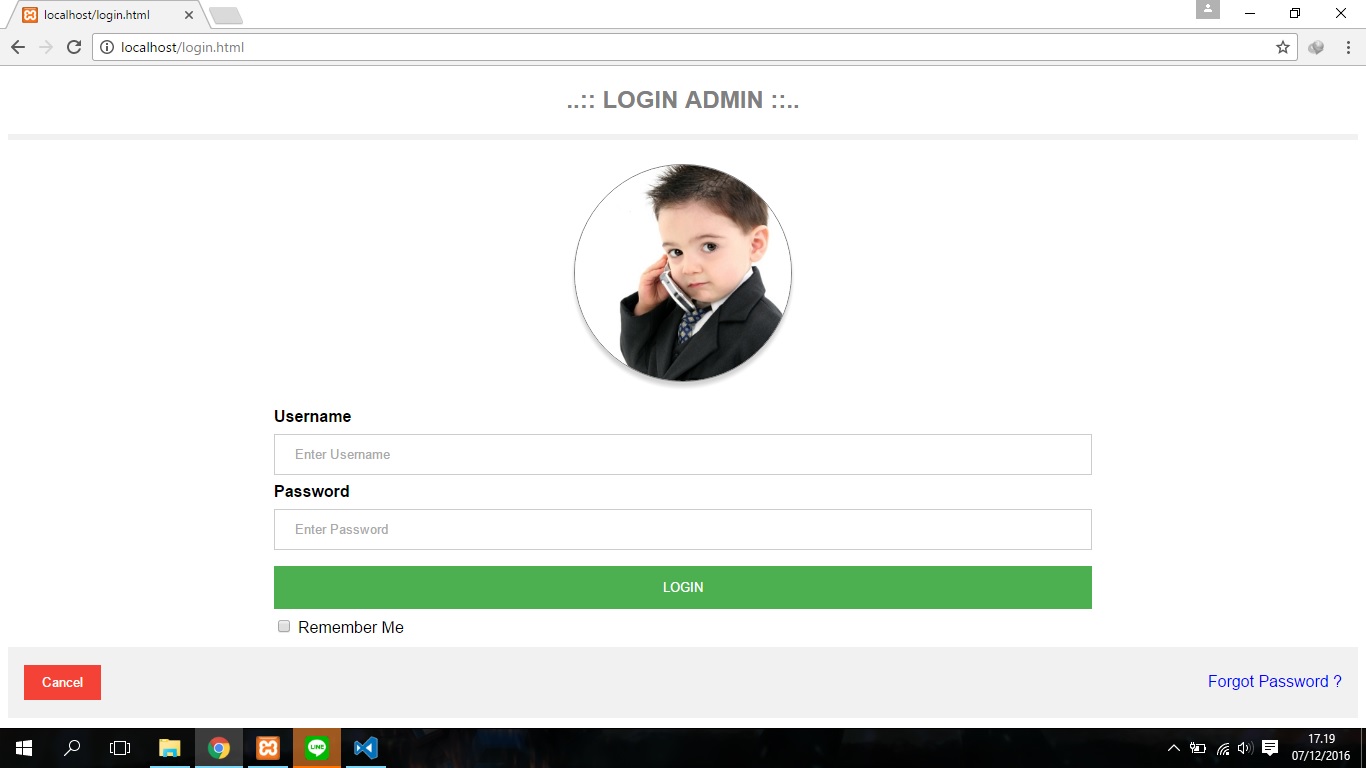 localhost/login.html
localhost/login.html
..:: LOGIN ADMIN ::..
Username
Enter Username
Password
Enter Password
LOGIN
Remember Me
Cancel
Forgot Password ?
LINE
17.19
07/12/2016